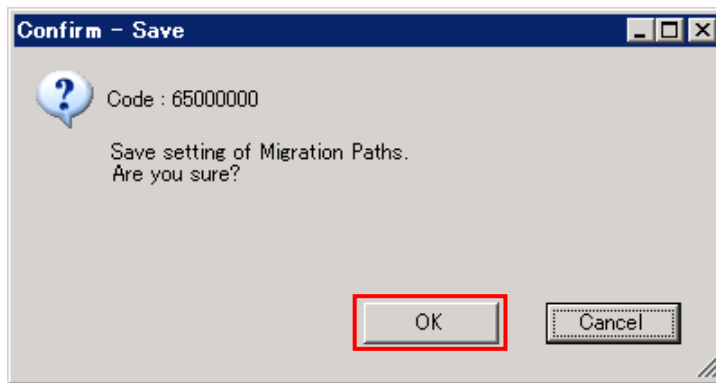 Confirm - Save
Code : 65000000
Save setting of Migration Paths.
Are you sure?
OK
Cancel